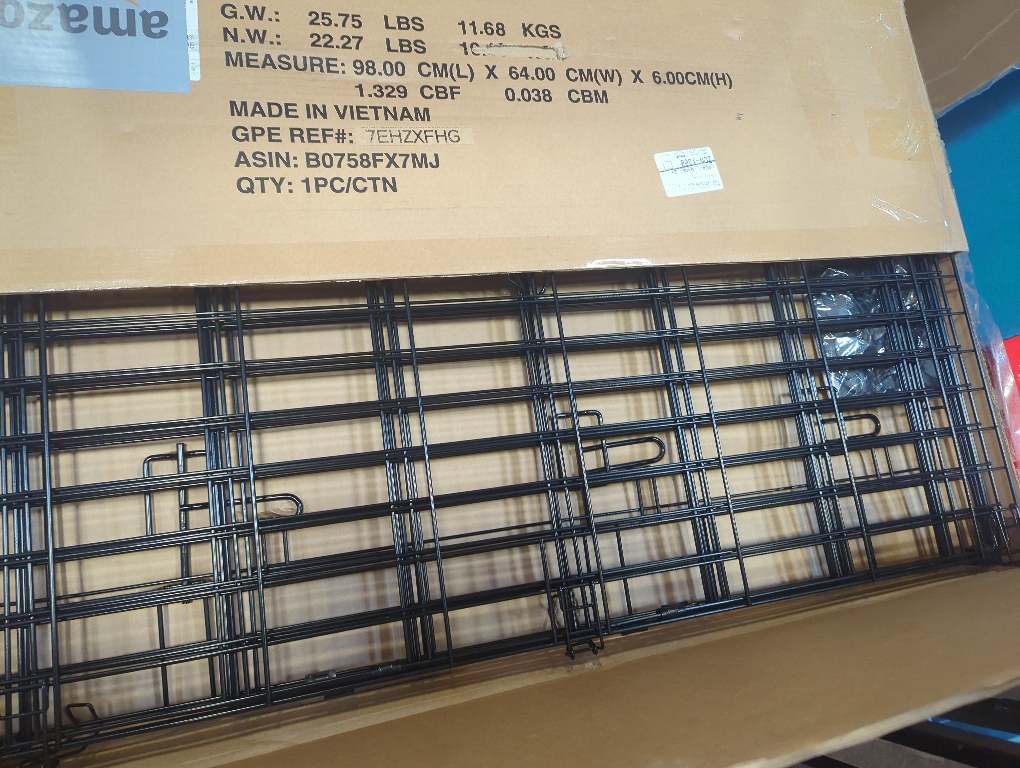 amazo
G.W.: 25.75 LBS 11.68 KGS
N.W.: 22.27 LBS
MEASURE: 98.00 CM(L) X 64.00 CM(W) X 6.00CM(H)
1.329 CBF 0.038 CBM
MADE IN VIETNAM
GPE REF#: 7EHZXFHG
ASIN: B0758FX7MJ
QTY: 1PC/CTN